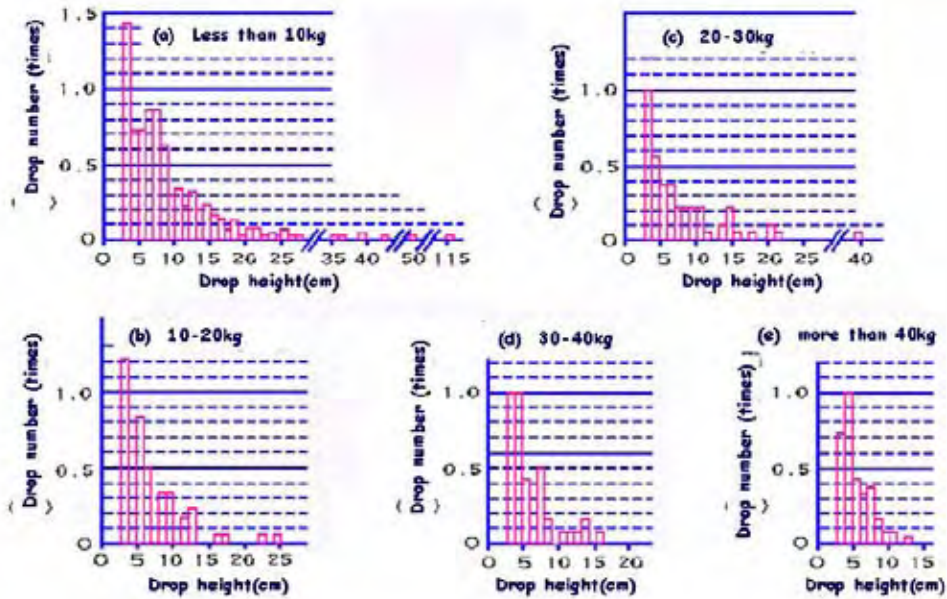 (a) Less than 10kg
Drop number (times)
1.5
1.0
0.5
0
0 5 10 15 20 25 35 40 50 115
Drop height(cm)
(c) 20-30kg
Drop number (times)
1.0
0.5
0
0 5 10 15 20 25 40
Drop height(cm)
(b) 10-20kg
Drop number (times)
1.0
0.5
0
0 5 10 15 20 25
Drop height(cm)
(d) 30-40kg
Drop number (times)
1.0
0.5
0
0 5 10 15 20
Drop height(cm)
(e) more than 40kg
Drop number (times)
1.0
0.5
0
0 5 10 15
Drop height(cm)